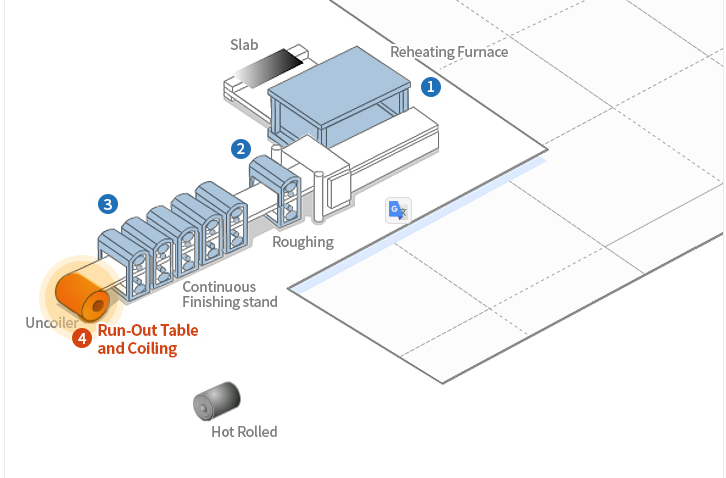 Slab
Reheating Furnace
1
2
Roughing
3
Continuous
Finishing stand
Uncoiler
4
Run-Out Table
and Coiling
Hot Rolled
G